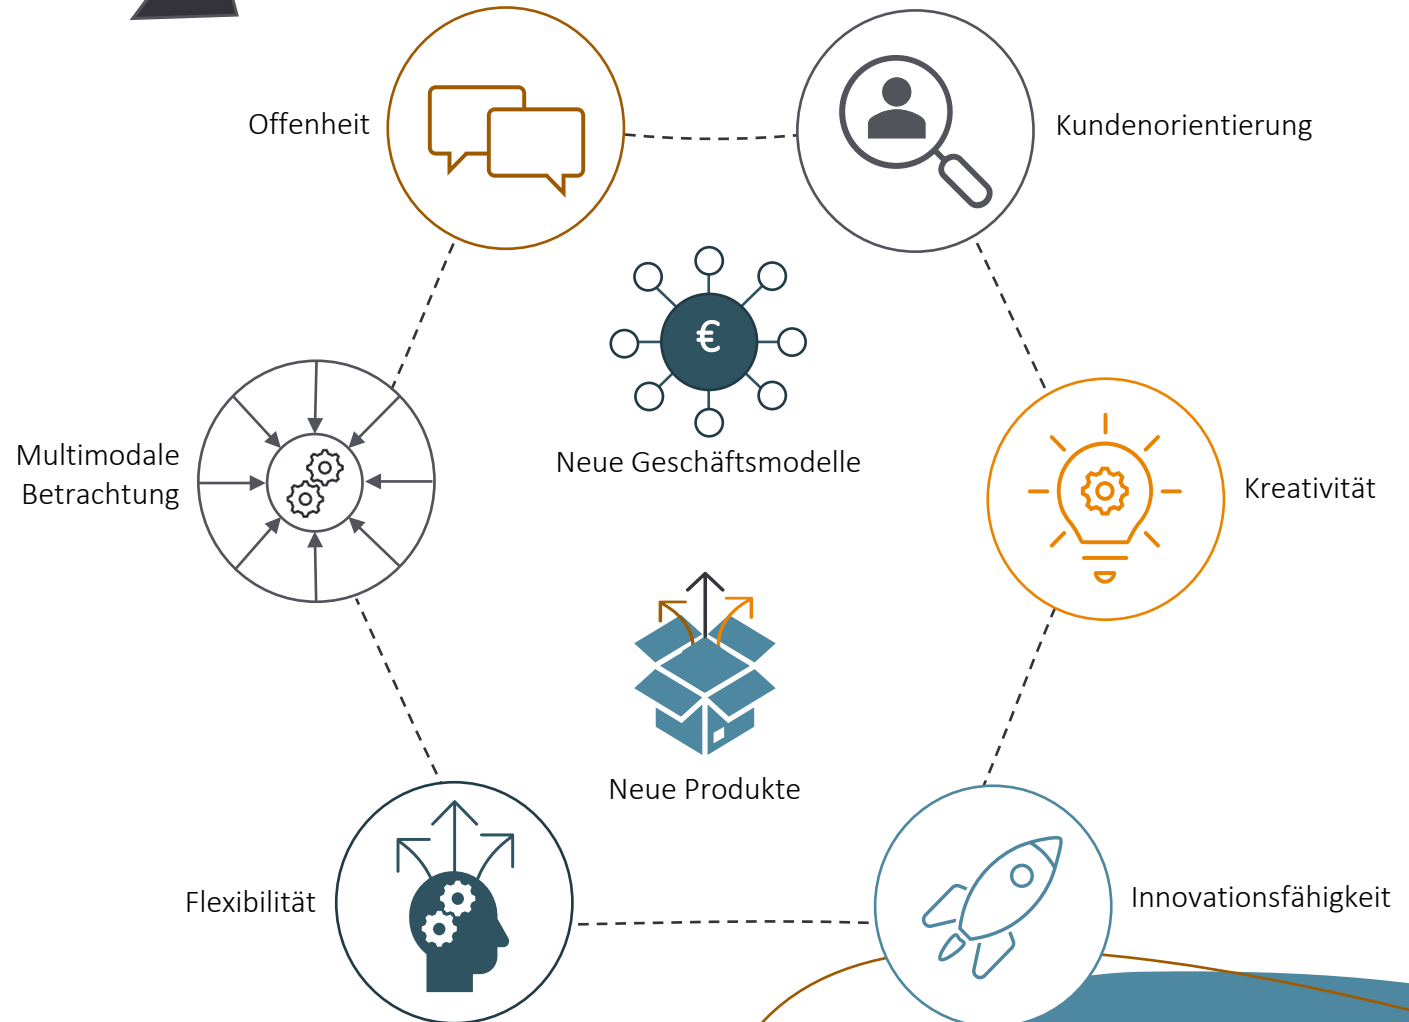 Offenheit
Kundenorientierung
€
Neue Geschäftsmodelle
Multimodale
Betrachtung
Kreativität
Neue Produkte
Flexibilität
Innovationsfähigkeit